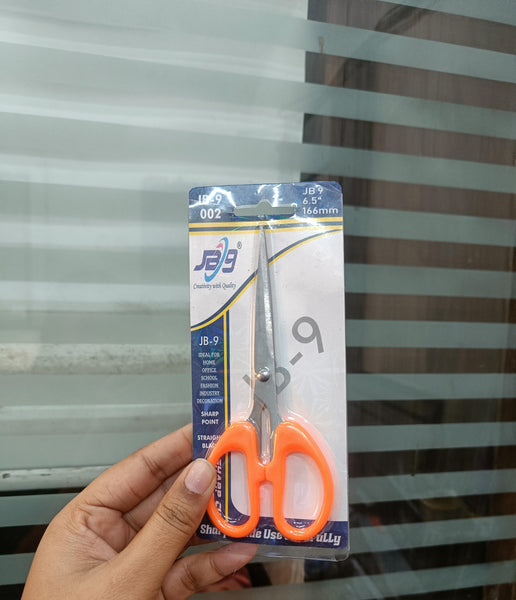 JB-9
002
JB 9
6.5"
166mm
JB9®
Creativity with Quality
JB-9
JB-9
IDEAL FOR
HOME
OFFICE
SCHOOL
FASHION
INDUSTRY
DECORATION
SHARP
POINT
STRAIGHT